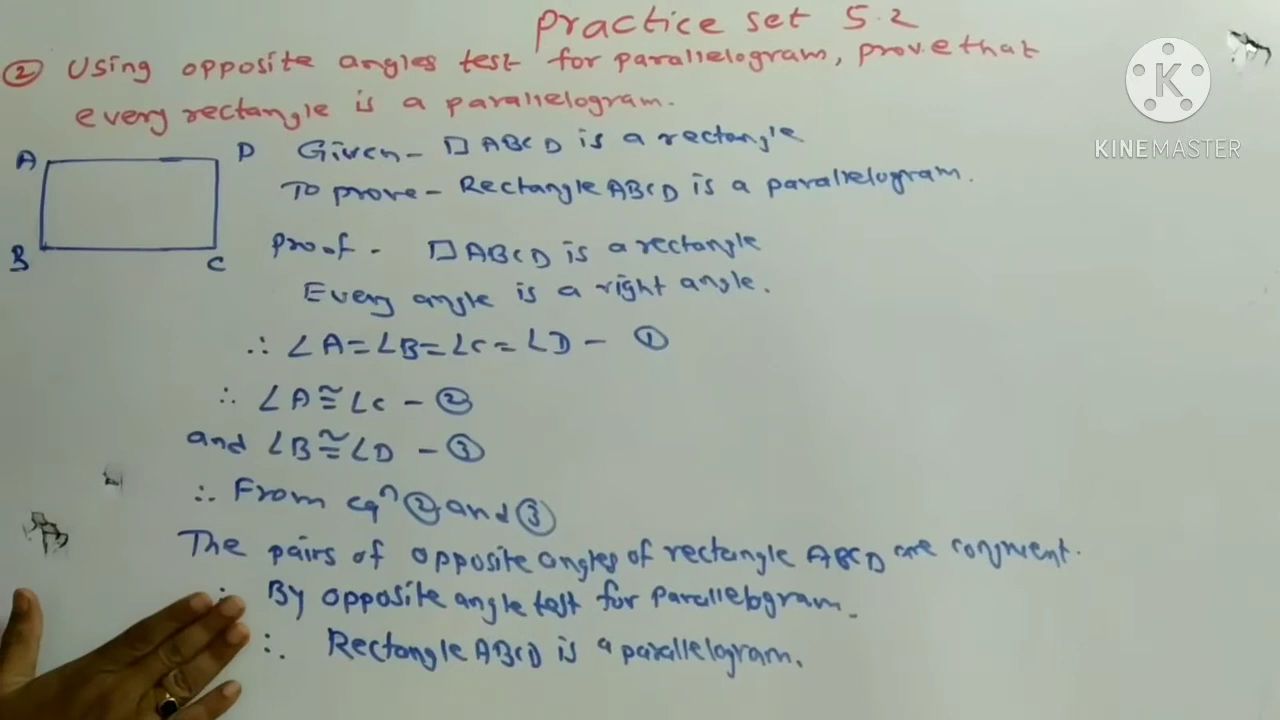 Practice set 5.2
② Using opposite angles test for parallelogram, prove that
every rectangle is a parallelogram.
A
D
B
C
Given - □ ABCD is a rectangle
To prove - Rectangle ABCD is a parallelogram.
Proof - □ ABCD is a rectangle
Every angle is a right angle.
∴ ∠A = ∠B = ∠C = ∠D - ①
∴ ∠A ≅ ∠C - ②
and ∠B ≅ ∠D - ③
∴ From eqⁿ ② and ③
The pairs of opposite angles of rectangle ABCD are congruent.
∴ By opposite angle test for parallelogram.
∴ Rectangle ABCD is a parallelogram.
K
KINEMASTER